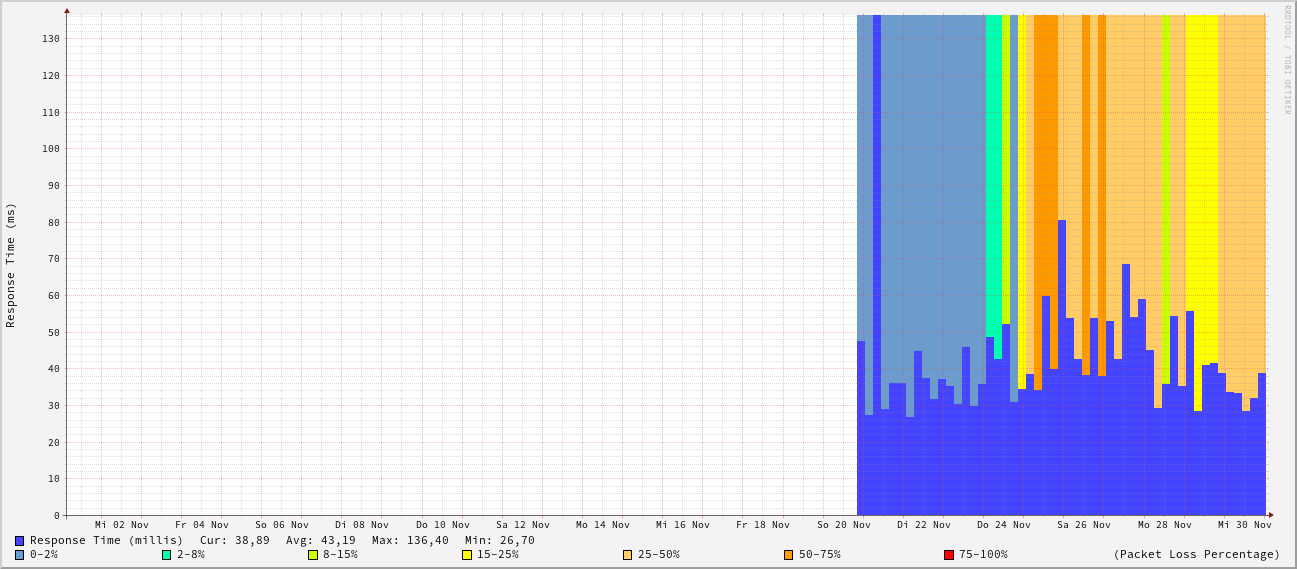 RRDTOOL / TOBI OETIKER
Response Time (ms)
130
120
110
100
90
80
70
60
50
40
30
20
10
0
Mi 02 Nov Fr 04 Nov So 06 Nov Di 08 Nov Do 10 Nov Sa 12 Nov Mo 14 Nov Mi 16 Nov Fr 18 Nov So 20 Nov Di 22 Nov Do 24 Nov Sa 26 Nov Mo 28 Nov Mi 30 Nov
Response Time (millis) Cur: 38,89 Avg: 43,19 Max: 136,40 Min: 26,70
0-2% 2-8% 8-15% 15-25% 25-50% 50-75% 75-100% (Packet Loss Percentage)